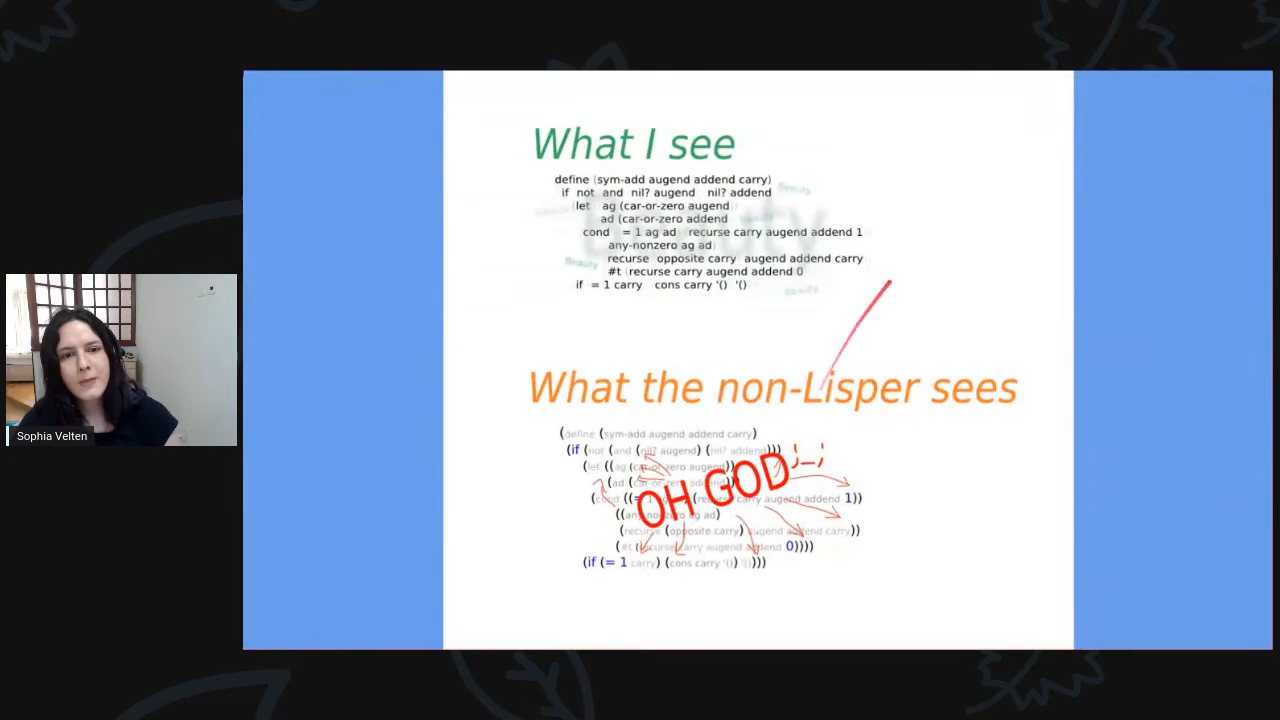 What I see
define (sym-add augend addend carry)
if not and nil? augend nil? addend
(let ag (car-or-zero augend
ad (car-or-zero addend
cond = 1 ag ad recurse carry augend addend 1
any-nonzero ag ad)
recurse opposite carry augend addend carry
#t (recurse carry augend addend 0
if = 1 carry cons carry '() '()
Beauty
Beauty
Beauty
What the non-Lisper sees
(define (sym-add augend addend carry)
(if (not (and (nil? augend) (nil? addend)))
(let ((ag (car-or-zero augend))
(ad (car-or-zero addend)))
(cond ((= 1 ag ad) (recurse carry augend addend 1))
((any-nonzero ag ad)
(recurse (opposite carry) augend addend carry))
(#t (recurse carry augend addend 0))))
(if (= 1 carry) (cons carry '()) '()))
OH GOD ;_;
Sophia Velten